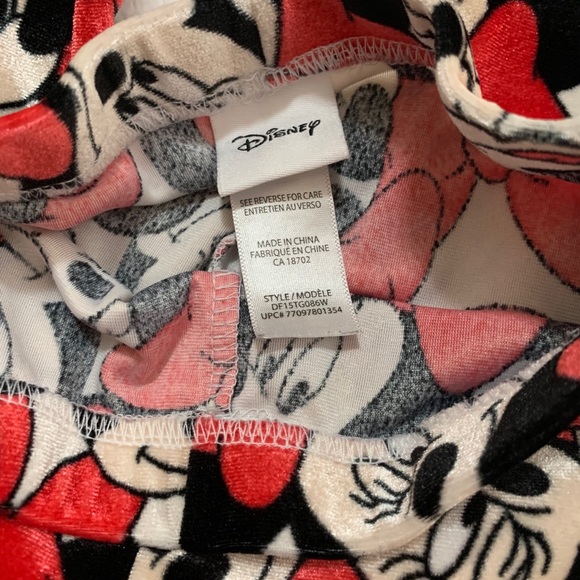 Disney
SEE REVERSE FOR CARE
ENTRETIEN AU VERSO
MADE IN CHINA
FABRIQUÉ EN CHINE
CA 18702
STYLE / MODÈLE
DF15TG086W
UPC# 77097801354